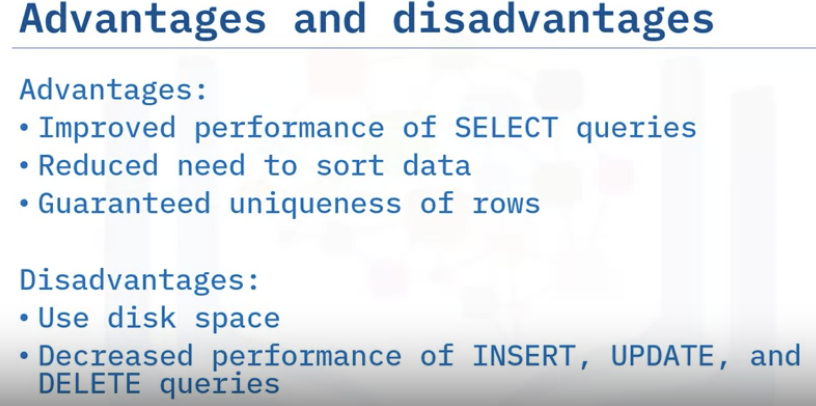 Advantages and disadvantages
Advantages:
• Improved performance of SELECT queries
• Reduced need to sort data
• Guaranteed uniqueness of rows
Disadvantages:
• Use disk space
• Decreased performance of INSERT, UPDATE, and
DELETE queries